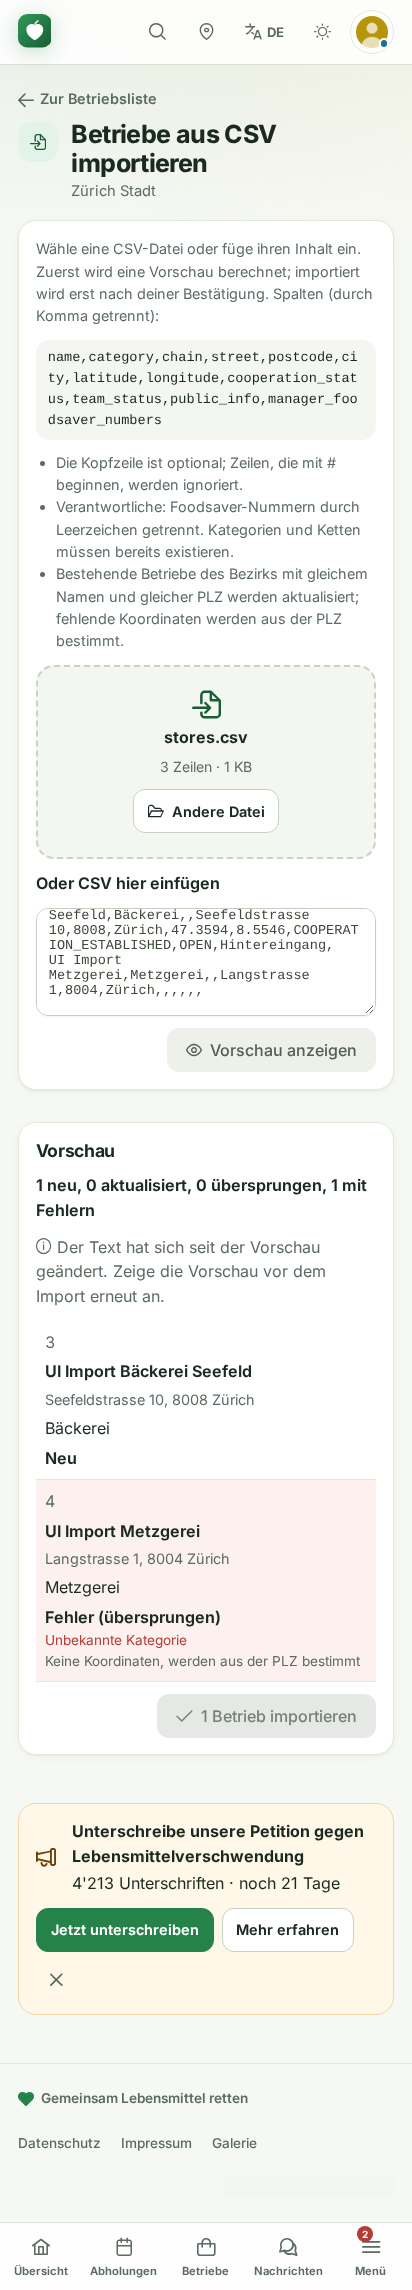 DE
Zur Betriebsliste
Betriebe aus CSV
importieren
Zürich Stadt
Wähle eine CSV-Datei oder füge ihren Inhalt ein.
Zuerst wird eine Vorschau berechnet; importiert
wird erst nach deiner Bestätigung. Spalten (durch
Komma getrennt):
name,category,chain,street,postcode,ci
ty,latitude,longitude,cooperation_stat
us,team_status,public_info,manager_foo
dsaver_numbers
• Die Kopfzeile ist optional; Zeilen, die mit #
beginnen, werden ignoriert.
• Verantwortliche: Foodsaver-Nummern durch
Leerzeichen getrennt. Kategorien und Ketten
müssen bereits existieren.
• Bestehende Betriebe des Bezirks mit gleichem
Namen und gleicher PLZ werden aktualisiert;
fehlende Koordinaten werden aus der PLZ
bestimmt.
stores.csv
3 Zeilen · 1 KB
Andere Datei
Oder CSV hier einfügen
Seefeld,Bäckerei,,Seefeldstrasse
10,8008,Zürich,47.3594,8.5546,COOPERAT
ION_ESTABLISHED,OPEN,Hintereingang,
UI Import
Metzgerei,Metzgerei,,Langstrasse
1,8004,Zürich,,,,,,
Vorschau anzeigen
Vorschau
1 neu, 0 aktualisiert, 0 übersprungen, 1 mit
Fehlern
Der Text hat sich seit der Vorschau
geändert. Zeige die Vorschau vor dem
Import erneut an.
3
UI Import Bäckerei Seefeld
Seefeldstrasse 10, 8008 Zürich
Bäckerei
Neu
4
UI Import Metzgerei
Langstrasse 1, 8004 Zürich
Metzgerei
Fehler (übersprungen)
Unbekannte Kategorie
Keine Koordinaten, werden aus der PLZ bestimmt
1 Betrieb importieren
Unterschreibe unsere Petition gegen
Lebensmittelverschwendung
4'213 Unterschriften · noch 21 Tage
Jetzt unterschreiben
Mehr erfahren
Gemeinsam Lebensmittel retten
Datenschutz Impressum Galerie
2
Übersicht Abholungen Betriebe Nachrichten Menü